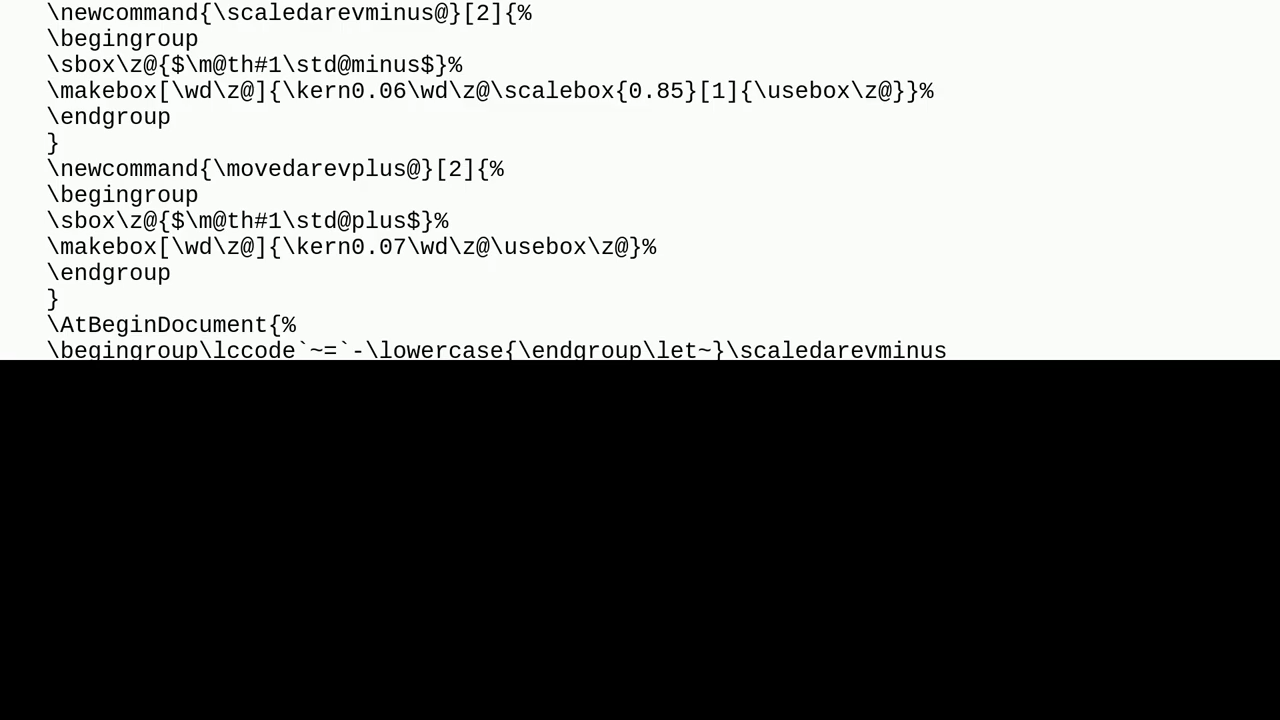 \newcommand{\scaledarevminus@}[2]{%
\begingroup
\sbox\z@{$\m@th#1\std@minus$}%
\makebox[\wd\z@]{\kern0.06\wd\z@\scalebox{0.85}[1]{\usebox\z@}}%
\endgroup
}
\newcommand{\movedarevplus@}[2]{%
\begingroup
\sbox\z@{$\m@th#1\std@plus$}%
\makebox[\wd\z@]{\kern0.07\wd\z@\usebox\z@}%
\endgroup
}
\AtBeginDocument{%
\begingroup\lccode`~=`-\lowercase{\endgroup\let~}\scaledarevminus